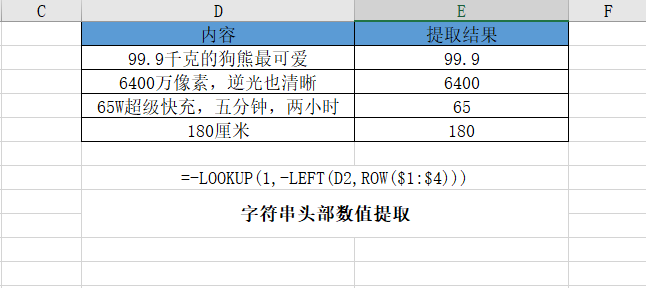 C D E F
内容 提取结果
99.9千克的狗熊最可爱 99.9
6400万像素，逆光也清晰 6400
65W超级快充，五分钟，两小时 65
180厘米 180
=-LOOKUP(1,-LEFT(D2,ROW($1:$4)))
字符串头部数值提取